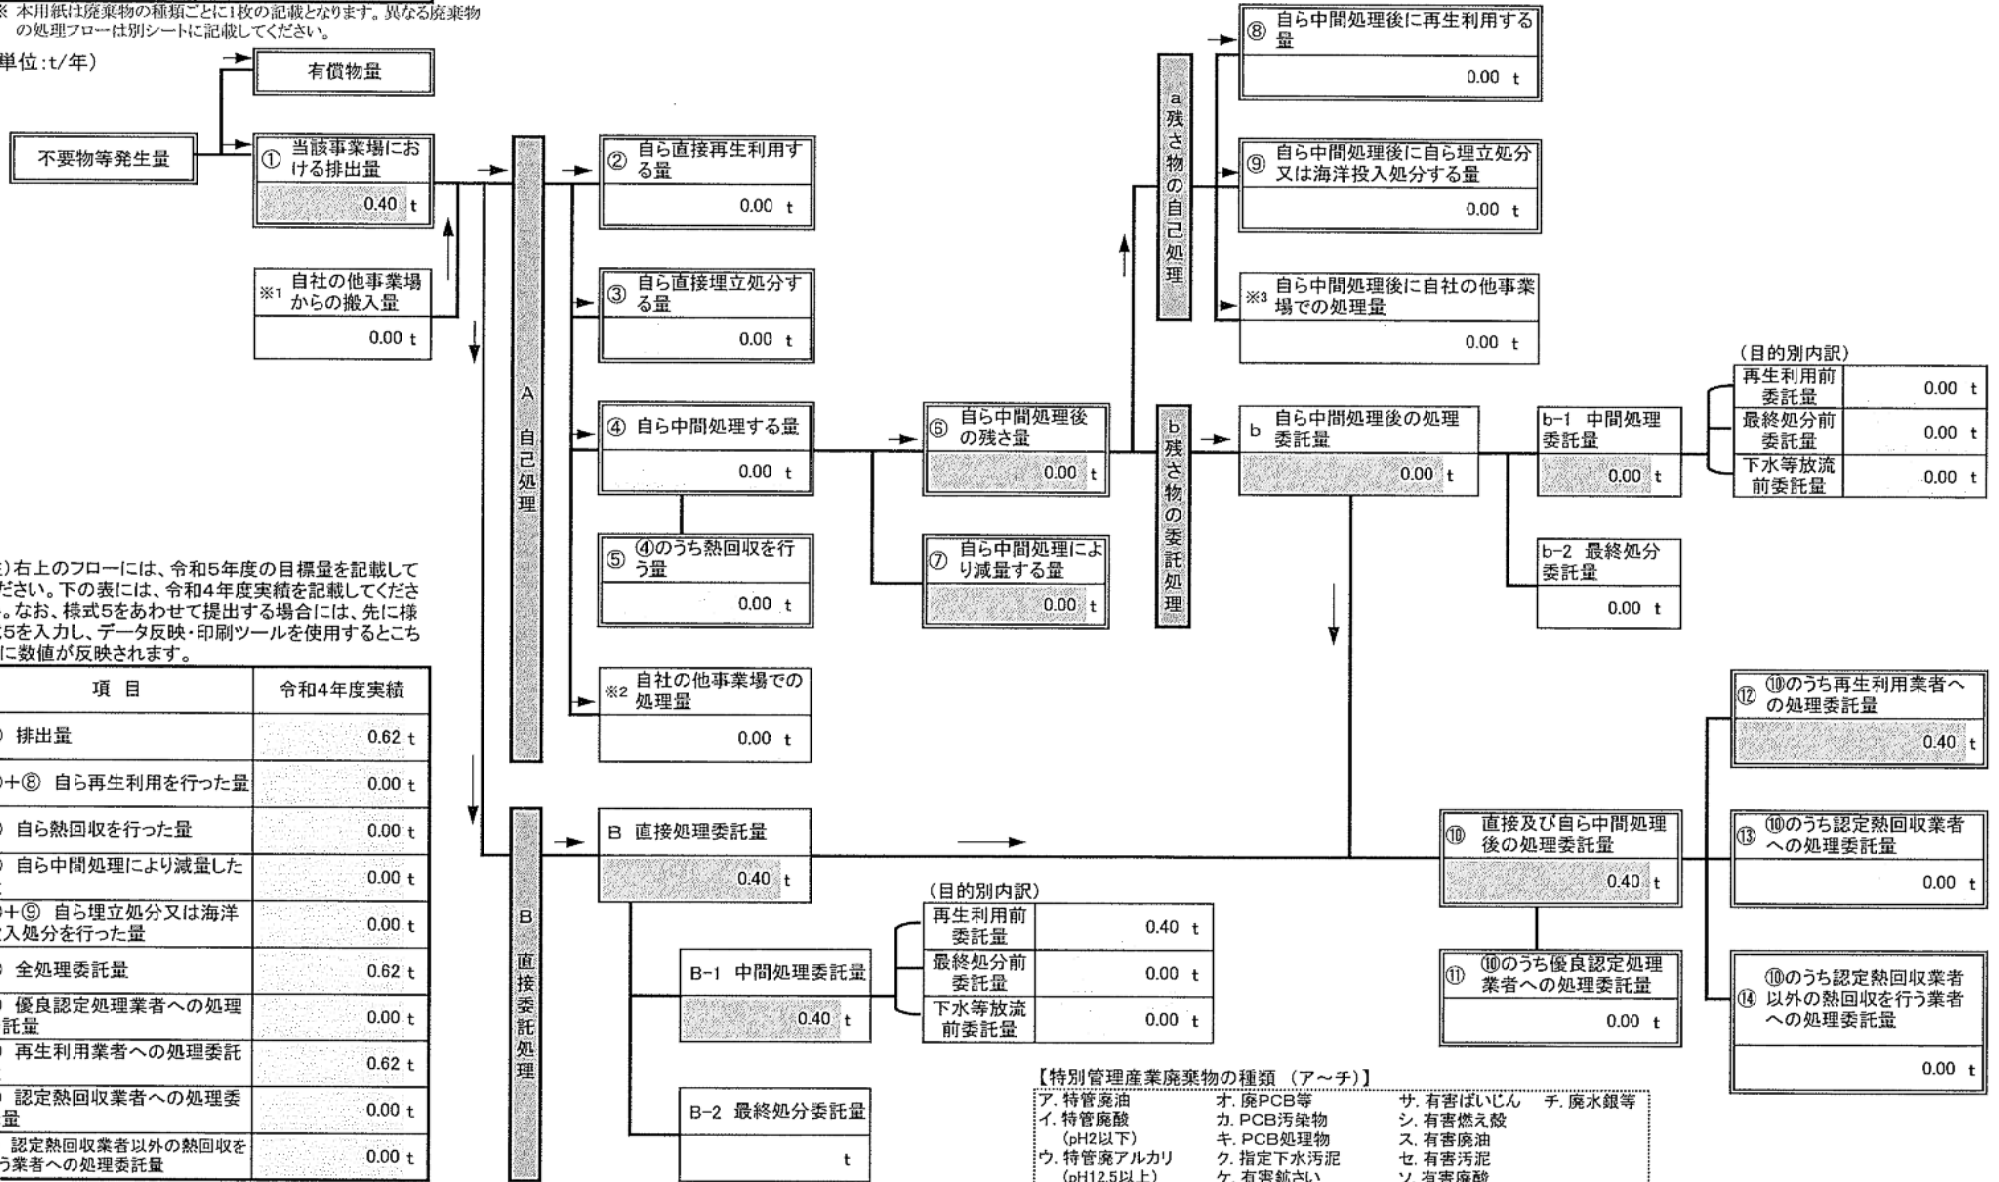 ※ 本用紙は廃棄物の種類ごとに1枚の記載となります。異なる廃棄物
の処理フローは別シートに記載してください。
単位:t/年)
有償物量
不要物等発生量
① 当該事業場にお
ける排出量
0.40 t
※1 自社の他事業場
からの搬入量
0.00 t
A 自己処理
② 自ら直接再生利用す
る量
0.00 t
③ 自ら直接埋立処分す
る量
0.00 t
④ 自ら中間処理する量
0.00 t
⑤ ④のうち熱回収を行
う量
0.00 t
※2 自社の他事業場での
処理量
0.00 t
⑥ 自ら中間処理後
の残さ量
0.00 t
⑦ 自ら中間処理によ
り減量する量
0.00 t
a 残さ物の自己処理
⑧ 自ら中間処理後に再生利用する
量
0.00 t
⑨ 自ら中間処理後に自ら埋立処分
又は海洋投入処分する量
0.00 t
※3 自ら中間処理後に自社の他事業
場での処理量
0.00 t
b 残さ物の委託処理
b 自ら中間処理後の処理
委託量
0.00 t
b-1 中間処理
委託量
0.00 t
(目的別内訳)
再生利用前
委託量
0.00 t
最終処分前
委託量
0.00 t
下水等放流
前委託量
0.00 t
b-2 最終処分
委託量
0.00 t
)右上のフローには、令和5年度の目標量を記載して
ださい。下の表には、令和4年度実績を記載してくださ
。なお、様式5をあわせて提出する場合には、先に様
5を入力し、データ反映・印刷ツールを使用するとこち
に数値が反映されます。
項 目 令和4年度実績
排出量 0.62 t
+⑧ 自ら再生利用を行った量 0.00 t
自ら熱回収を行った量 0.00 t
自ら中間処理により減量した
0.00 t
+⑨ 自ら埋立処分又は海洋
入処分を行った量 0.00 t
全処理委託量 0.62 t
優良認定処理業者への処理
託量 0.00 t
再生利用業者への処理委託
0.62 t
認定熱回収業者への処理委
量 0.00 t
認定熱回収業者以外の熱回収を
う業者への処理委託量 0.00 t
B 直接委託処理
B 直接処理委託量
0.40 t
B-1 中間処理委託量
0.40 t
(目的別内訳)
再生利用前
委託量
0.40 t
最終処分前
委託量
0.00 t
下水等放流
前委託量
0.00 t
B-2 最終処分委託量
t
⑩ 直接及び自ら中間処理
後の処理委託量
0.40 t
⑪ ⑩のうち優良認定処理
業者への処理委託量
0.00 t
⑫ ⑩のうち再生利用業者へ
の処理委託量
0.40 t
⑬ ⑩のうち認定熱回収業者
への処理委託量
0.00 t
⑭ ⑩のうち認定熱回収業者
以外の熱回収を行う業者
への処理委託量
0.00 t
【特別管理産業廃棄物の種類 (ア～チ)】
ア. 特管廃油 オ. 廃PCB等 サ. 有害ばいじん チ. 廃水銀等
イ. 特管廃酸 カ. PCB汚染物 シ. 有害燃え殻
(pH2以下) キ. PCB処理物 ス. 有害廃油
ウ. 特管廃アルカリ ク. 指定下水汚泥 セ. 有害汚泥
(pH12.5以上) ケ. 有害鉱さい ソ. 有害廃酸